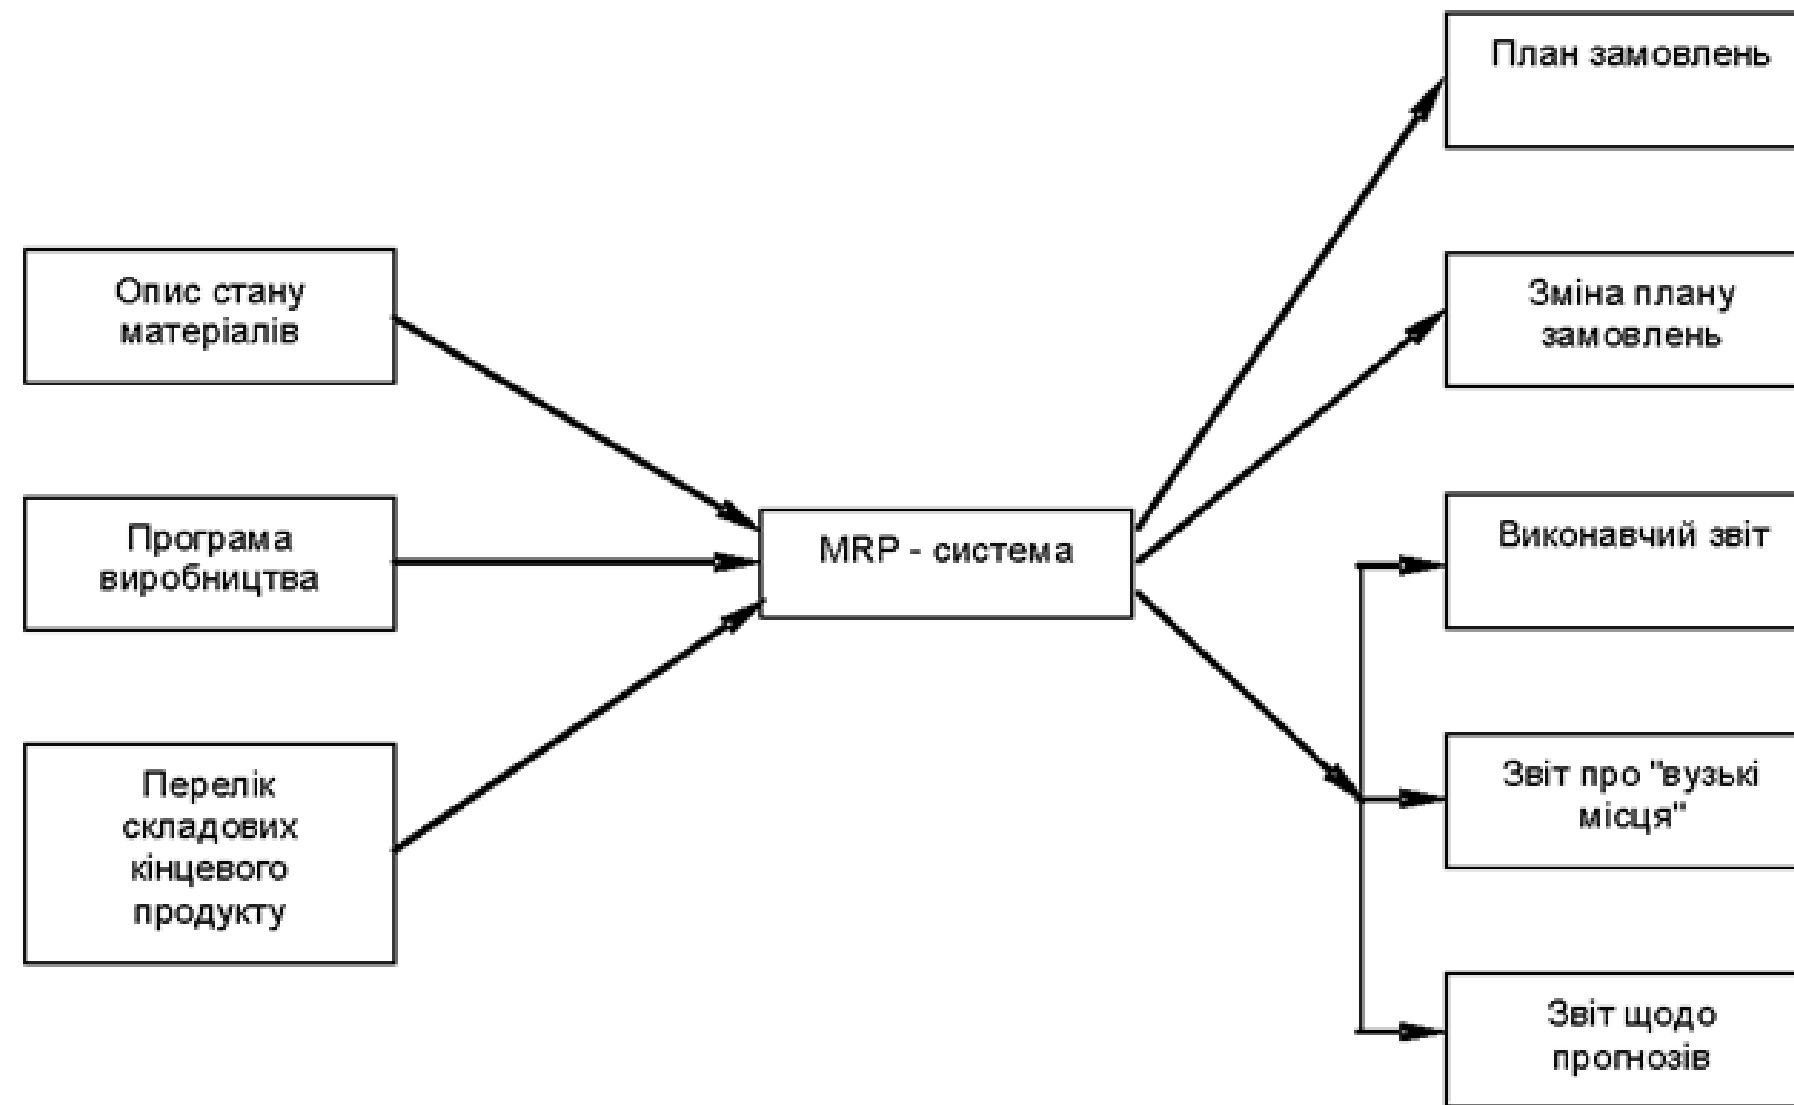 Опис стану
матеріалів
Програма
виробництва
Перелік
складових
кінцевого
продукту
MRP - система
План замовлень
Зміна плану
замовлень
Виконавчий звіт
Звіт про "вузькі
місця"
Звіт щодо
прогнозів